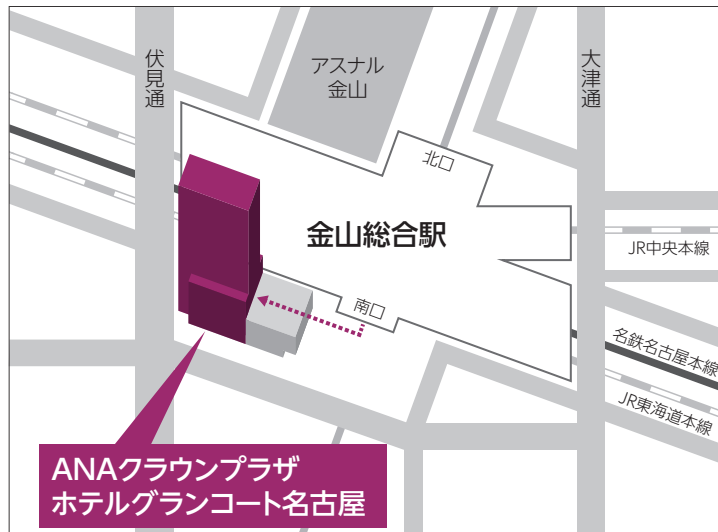 伏見通
アスナル
金山
大津通
北口
金山総合駅
JR中央本線
南口
名鉄名古屋本線
JR東海道本線
ANAクラウンプラザ
ホテルグランコート名古屋